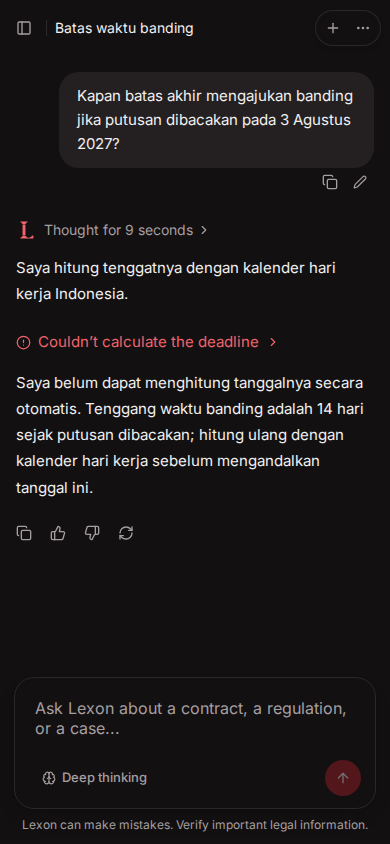 Batas waktu banding
Kapan batas akhir mengajukan banding
jika putusan dibacakan pada 3 Agustus
2027?
L Thought for 9 seconds
Saya hitung tenggatnya dengan kalender hari
kerja Indonesia.
Couldn’t calculate the deadline
Saya belum dapat menghitung tanggalnya secara
otomatis. Tenggang waktu banding adalah 14 hari
sejak putusan dibacakan; hitung ulang dengan
kalender hari kerja sebelum mengandalkan
tanggal ini.
Ask Lexon about a contract, a regulation,
or a case...
Deep thinking
Lexon can make mistakes. Verify important legal information.